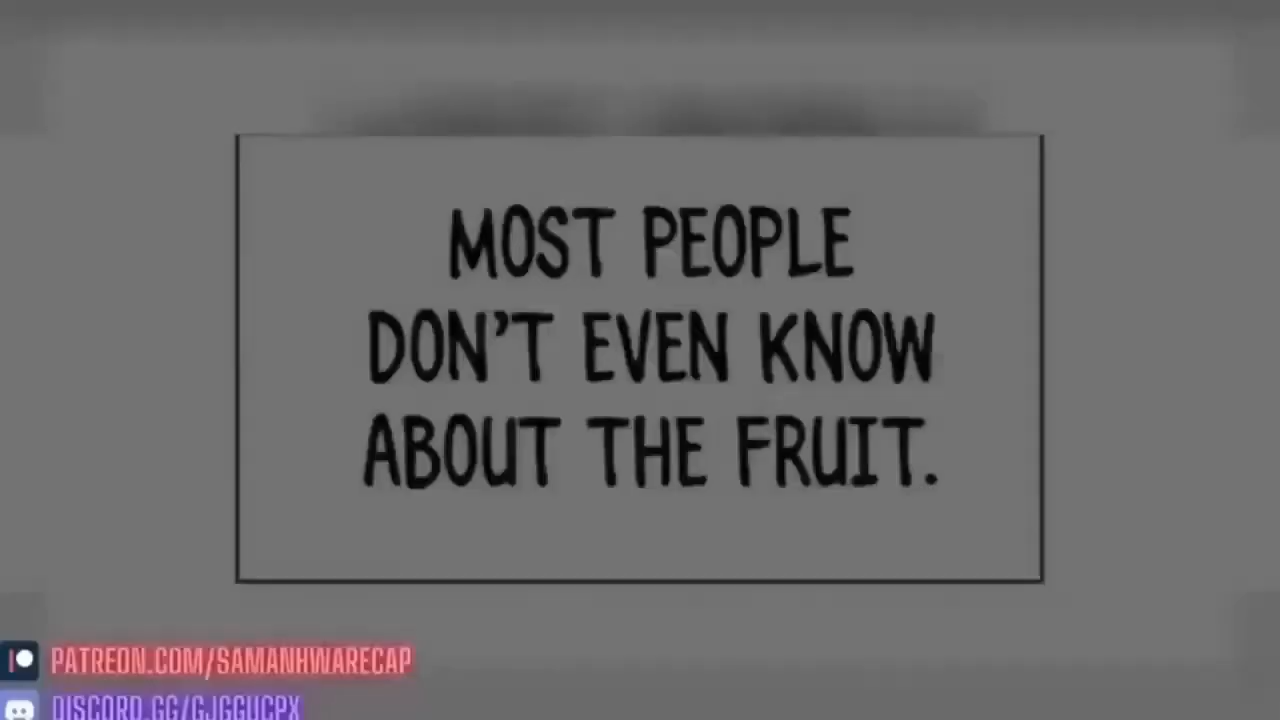 MOST PEOPLE
DON'T EVEN KNOW
ABOUT THE FRUIT.
PATREON.COM/SAMANHWARECAP
DISCORD.GG/GJGGUCPX